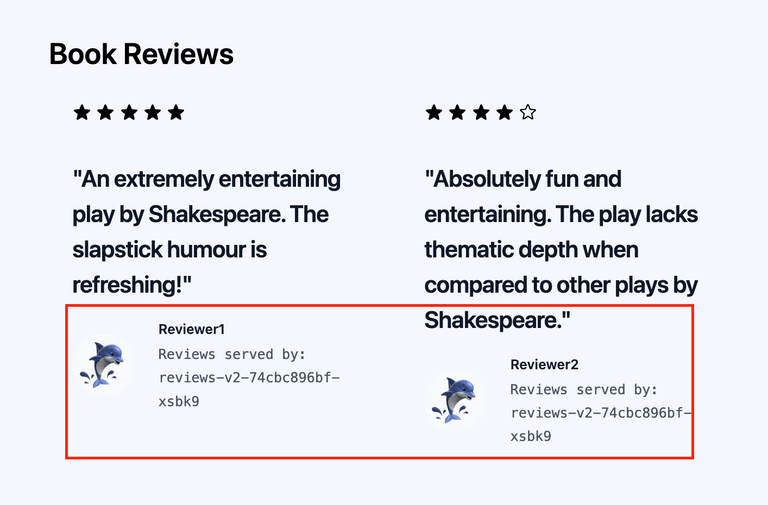 Book Reviews
"An extremely entertaining
play by Shakespeare. The
slapstick humour is
refreshing!"
Reviewer1
Reviews served by:
reviews-v2-74cbc896bf-
xsbk9
"Absolutely fun and
entertaining. The play lacks
thematic depth when
compared to other plays by
Shakespeare."
Reviewer2
Reviews served by:
reviews-v2-74cbc896bf-
xsbk9